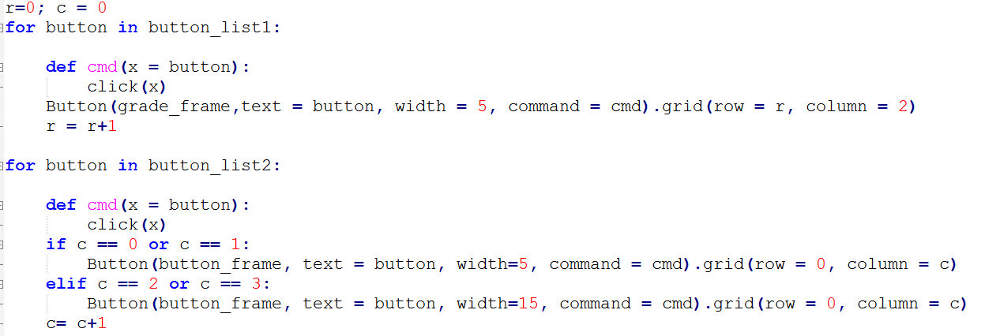 r=0; c = 0
for button in button_list1:
    def cmd(x = button):
        click(x)
    Button(grade_frame,text = button, width = 5, command = cmd).grid(row = r, column = 2)
    r = r+1
for button in button_list2:
    def cmd(x = button):
        click(x)
    if c == 0 or c == 1:
        Button(button_frame, text = button, width=5, command = cmd).grid(row = 0, column = c)
    elif c == 2 or c == 3:
        Button(button_frame, text = button, width=15, command = cmd).grid(row = 0, column = c)
    c= c+1